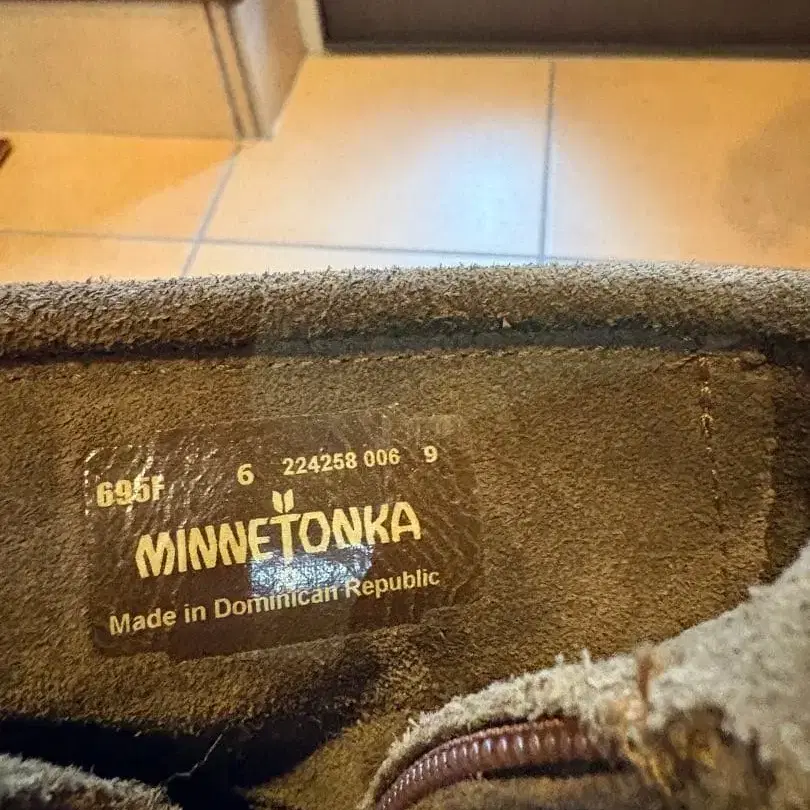 695F 6 224258 006 9
MINNETONKA
Made in Dominican Republic